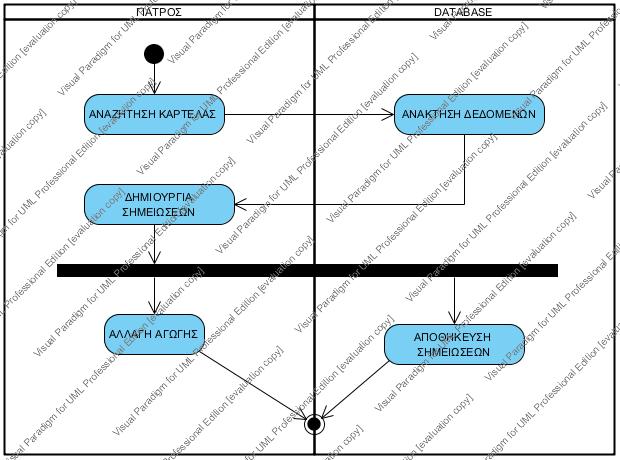 ΓΙΑΤΡΟΣ
DATABASE
ΑΝΑΖΗΤΗΣΗ ΚΑΡΤΕΛΑΣ
ΑΝΑΚΤΗΣΗ ΔΕΔΟΜΕΝΩΝ
ΔΗΜΙΟΥΡΓΙΑ
ΣΗΜΕΙΩΣΕΩΝ
ΑΛΛΑΓΗ ΑΓΩΓΗΣ
ΑΠΟΘΗΚΕΥΣΗ
ΣΗΜΕΙΩΣΕΩΝ
Visual Paradigm for UML Professional Edition [evaluation copy]